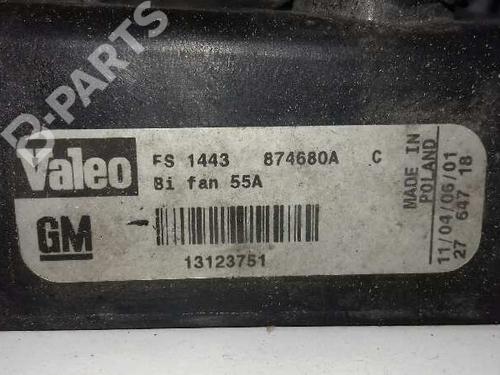 D-PARTS
Valeo
FS 1443 874680A C
Bi fan 55A
GM
13123751
MADE IN
POLAND
11/04/06/01
27 647 18